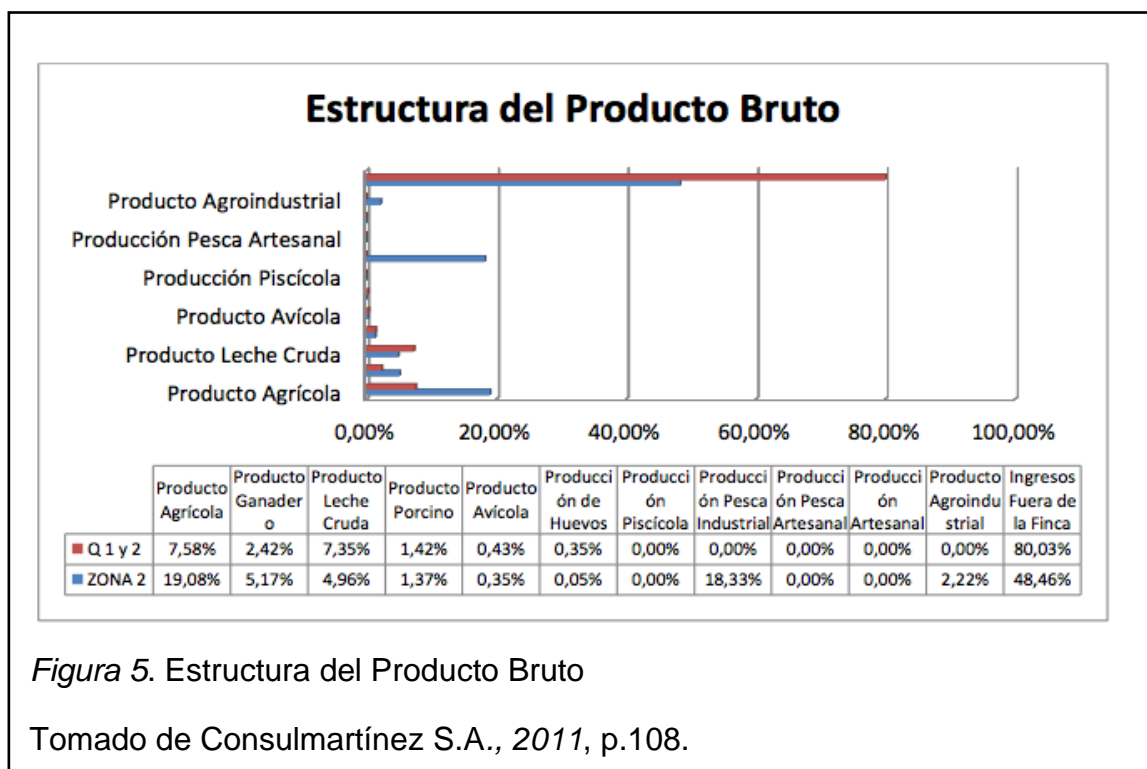 Estructura del Producto Bruto
Producto Agroindustrial
Producción Pesca Artesanal
Producción Piscícola
Producto Avícola
Producto Leche Cruda
Producto Agrícola
0,00% 20,00% 40,00% 60,00% 80,00% 100,00%
Producto Agrícola | Producto Ganadero | Producto Leche Cruda | Producto Porcino | Producto Avícola | Producción de Huevos | Producción Piscícola | Producción Pesca Industrial | Producción Pesca Artesanal | Producción Artesanal | Producto Agroindustrial | Ingresos Fuera de la Finca
Q 1 y 2 7,58% 2,42% 7,35% 1,42% 0,43% 0,35% 0,00% 0,00% 0,00% 0,00% 0,00% 80,03%
ZONA 2 19,08% 5,17% 4,96% 1,37% 0,35% 0,05% 0,00% 18,33% 0,00% 0,00% 2,22% 48,46%
Figura 5. Estructura del Producto Bruto
Tomado de Consulmartínez S.A., 2011, p.108.